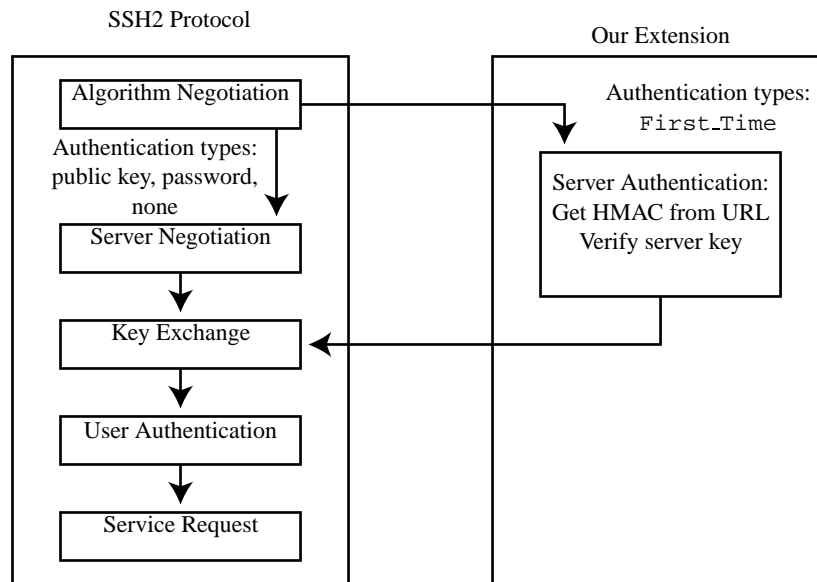 SSH2 Protocol
Algorithm Negotiation
Authentication types:
public key, password,
none
Server Negotiation
Key Exchange
User Authentication
Service Request
Our Extension
Authentication types:
First_Time
Server Authentication:
Get HMAC from URL
Verify server key